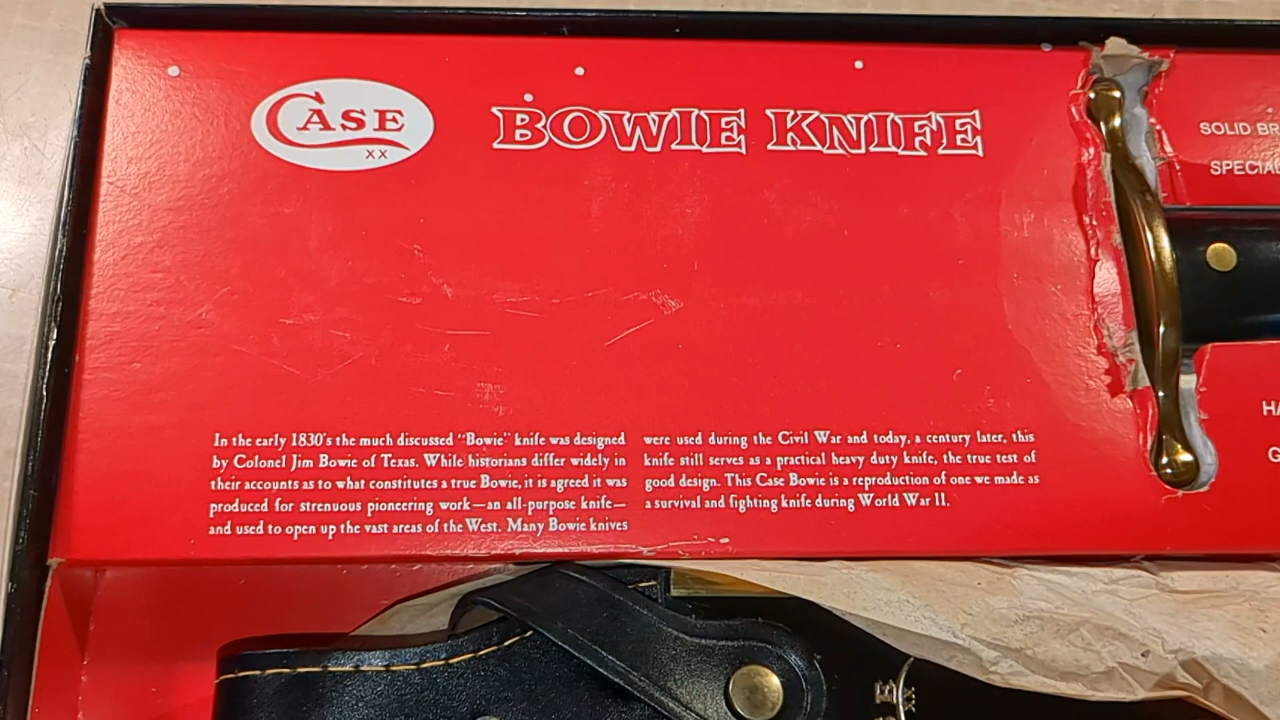 CASE
XX
BOWIE KNIFE
SOLID
In the early 1830's the much discussed "Bowie" knife was designed
by Colonel Jim Bowie of Texas. While historians differ widely in
their accounts as to what constitutes a true Bowie, it is agreed it was
produced for strenuous pioneering work—an all-purpose knife—
and used to open up the vast areas of the West. Many Bowie knives
were used during the Civil War and today, a century later, this
knife still serves as a practical heavy duty knife, the true test of
good design. This Case Bowie is a reproduction of one we made as
a survival and fighting knife during World War II.